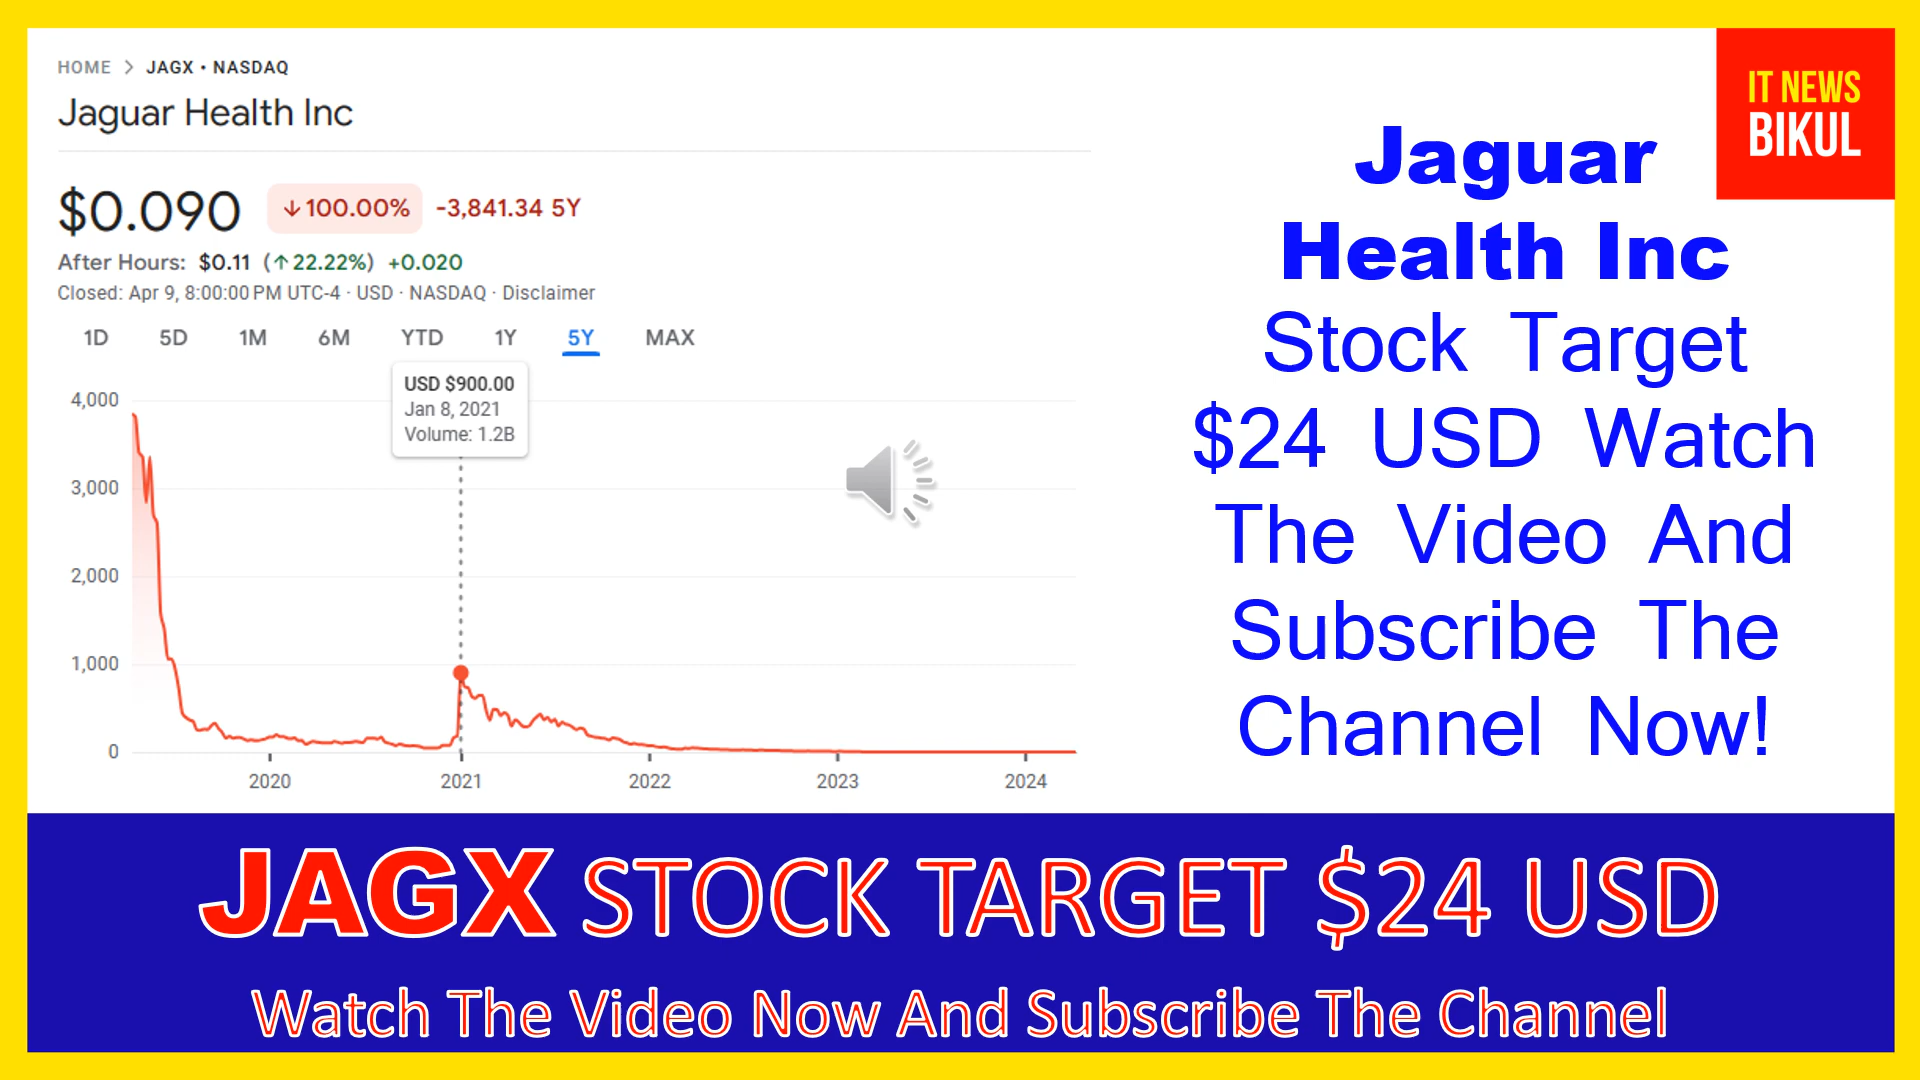 HOME > JAGX • NASDAQ
Jaguar Health Inc
$0.090 ↓100.00% -3,841.34 5Y
After Hours: $0.11 (↑22.22%) +0.020
Closed: Apr 9, 8:00:00 PM UTC-4 · USD · NASDAQ · Disclaimer
1D 5D 1M 6M YTD 1Y 5Y MAX
USD $900.00
Jan 8, 2021
Volume: 1.2B
4,000
3,000
2,000
1,000
0
2020 2021 2022 2023 2024
IT NEWS
BIKUL
Jaguar
Health Inc
Stock Target
$24 USD Watch
The Video And
Subscribe The
Channel Now!
JAGX STOCK TARGET $24 USD
Watch The Video Now And Subscribe The Channel